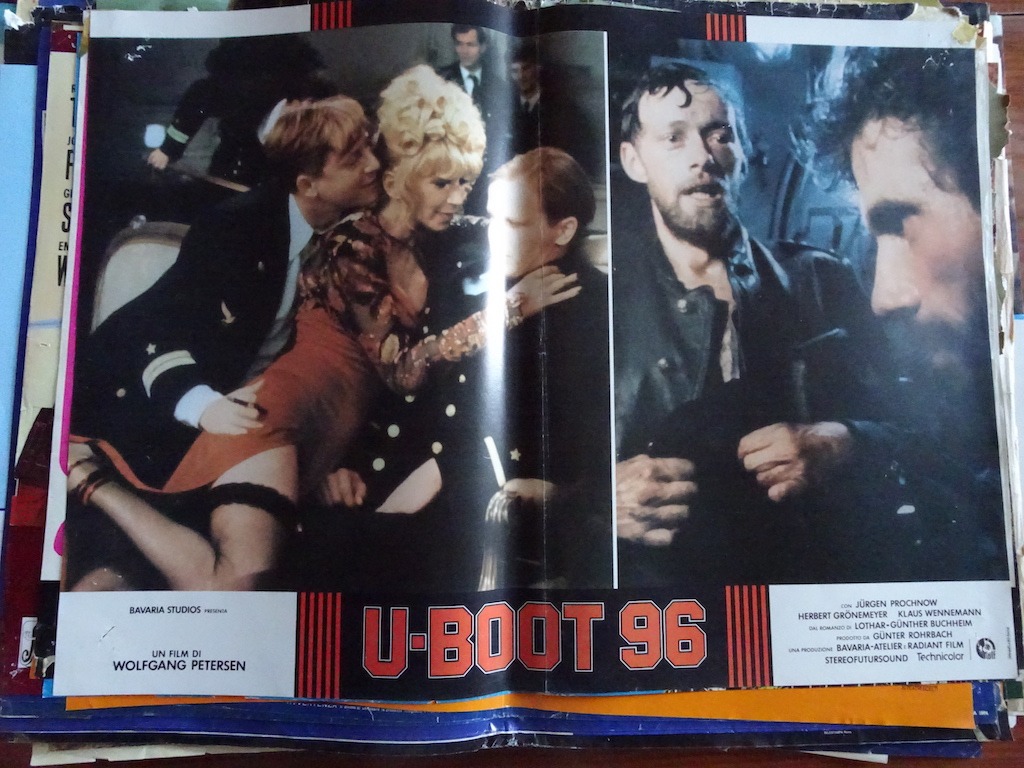 BAVARIA STUDIOS PRESENTA
UN FILM DI
WOLFGANG PETERSEN
U-BOOT 96
CON JÜRGEN PROCHNOW
HERBERT GRÖNEMEYER KLAUS WENNEMANN
DAL ROMANZO DI LOTHAR-GÜNTHER BUCHHEIM
PRODOTTO DA GÜNTER ROHRBACH
UNA PRODUZIONE BAVARIA-ATELIER E RADIANT FILM
STEREOFUTURSOUND Technicolor